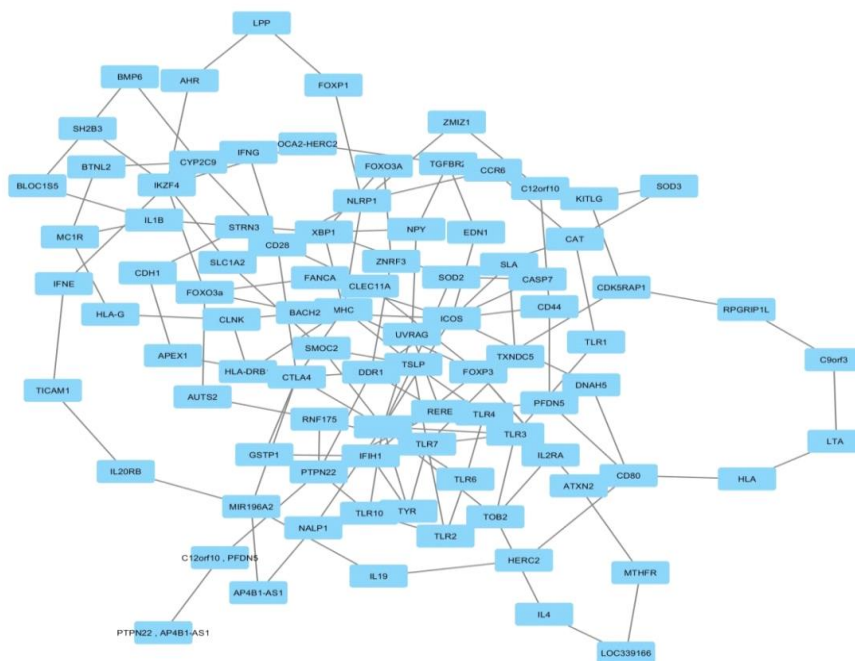 LPP
BMP6
AHR
FOXP1
SH2B3
ZMIZ1
IFNG
OCA2-HERC2
BTNL2
CYP2C9
FOXO3A
TGFBR2
CCR6
BLOC1S5
IKZF4
C12orf10
SOD3
KITLG
NLRP1
IL1B
STRN3
XBP1
NPY
EDN1
MC1R
CD28
CAT
SLC1A2
ZNRF3
SLA
CDH1
IFNE
FANCA
SOD2
CASP7
CLEC11A
CDK5RAP1
FOXO3a
HLA-G
CLNK
BACH2
MHC
ICOS
CD44
RPGRIP1L
UVRAG
SMOC2
TLR1
APEX1
TSLP
TXNDC5
C9orf3
HLA-DRB1
CTLA4
DDR1
FOXP3
DNAH5
TICAM1
AUTS2
PFDN5
RERE
TLR4
RNF175
TLR3
LTA
TLR7
GSTP1
IFIH1
IL2RA
IL20RB
PTPN22
TLR6
ATXN2
CD80
HLA
MIR196A2
TLR10
TYR
TOB2
NALP1
TLR2
C12orf10 , PFDN5
HERC2
IL19
MTHFR
AP4B1-AS1
PTPN22 , AP4B1-AS1
IL4
LOC339166